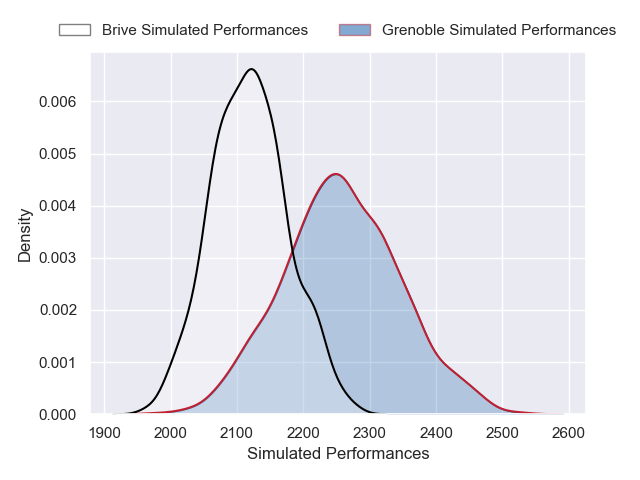 Brive Simulated Performances
Grenoble Simulated Performances
0.006
0.005
0.004
0.003
0.002
0.001
0.000
Density
1900 2000 2100 2200 2300 2400 2500 2600
Simulated Performances